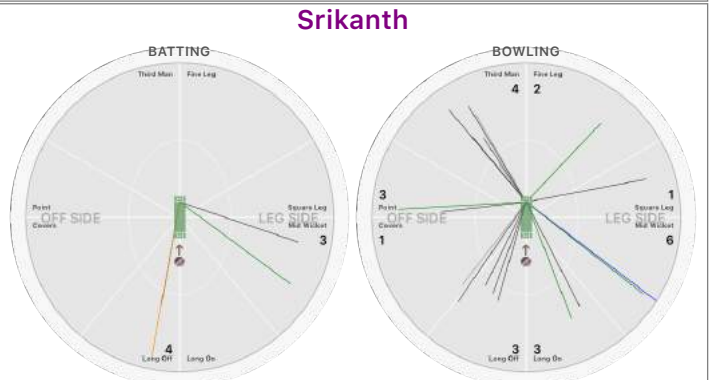 Srikanth
BATTING
Third Man Fine Leg
Point
OFF SIDE
Covers
Square Leg
LEG SIDE
Mid Wicket
3
4
Long Off Long On
BOWLING
Third Man Fine Leg
4 2
3
Point
OFF SIDE
Covers
1
1
Square Leg
LEG SIDE
Mid Wicket
6
3 3
Long Off Long On